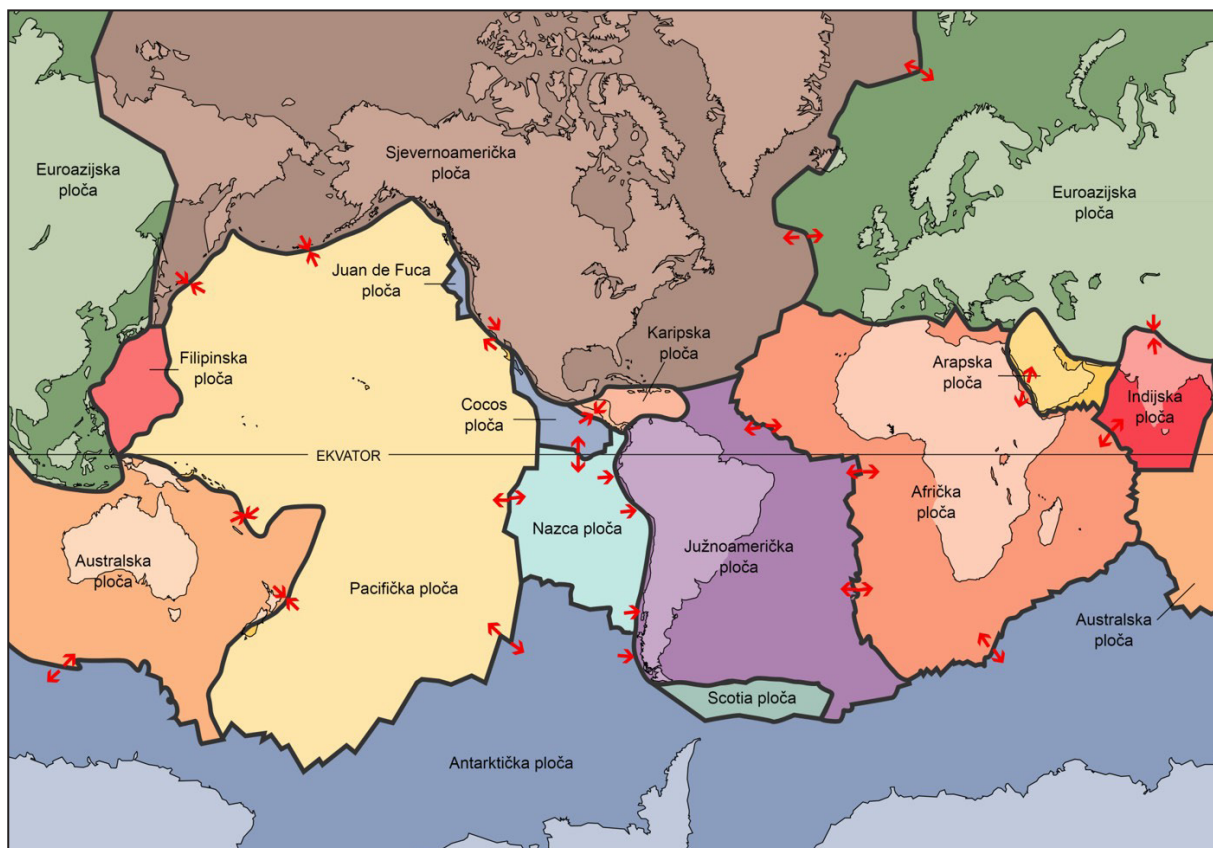 Euroazijska
ploča
Sjevernoamerička
ploča
Euroazijska
ploča
Juan de Fuca
ploča
Karipska
ploča
Filipinska
ploča
Arapska
ploča
Indijska
ploča
Cocos
ploča
EKVATOR
Afrička
ploča
Nazca ploča
Južnoamerička
ploča
Australska
ploča
Pacifička ploča
Australska
ploča
Scotia ploča
Antarktička ploča